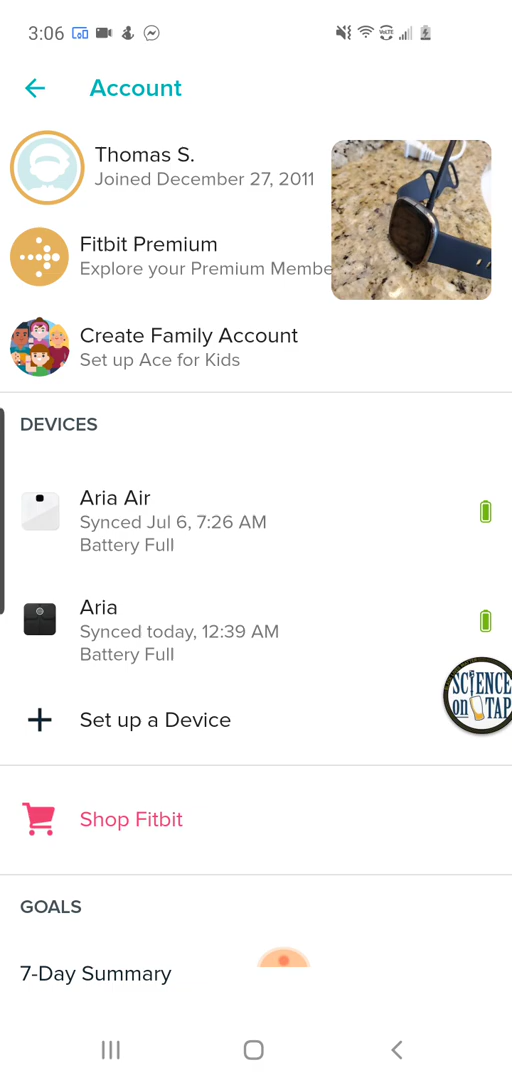 3:06
Account
Thomas S.
Joined December 27, 2011
Fitbit Premium
Explore your Premium Membe
Create Family Account
Set up Ace for Kids
DEVICES
Aria Air
Synced Jul 6, 7:26 AM
Battery Full
Aria
Synced today, 12:39 AM
Battery Full
SCIENCE
on TAP
Set up a Device
Shop Fitbit
GOALS
7-Day Summary